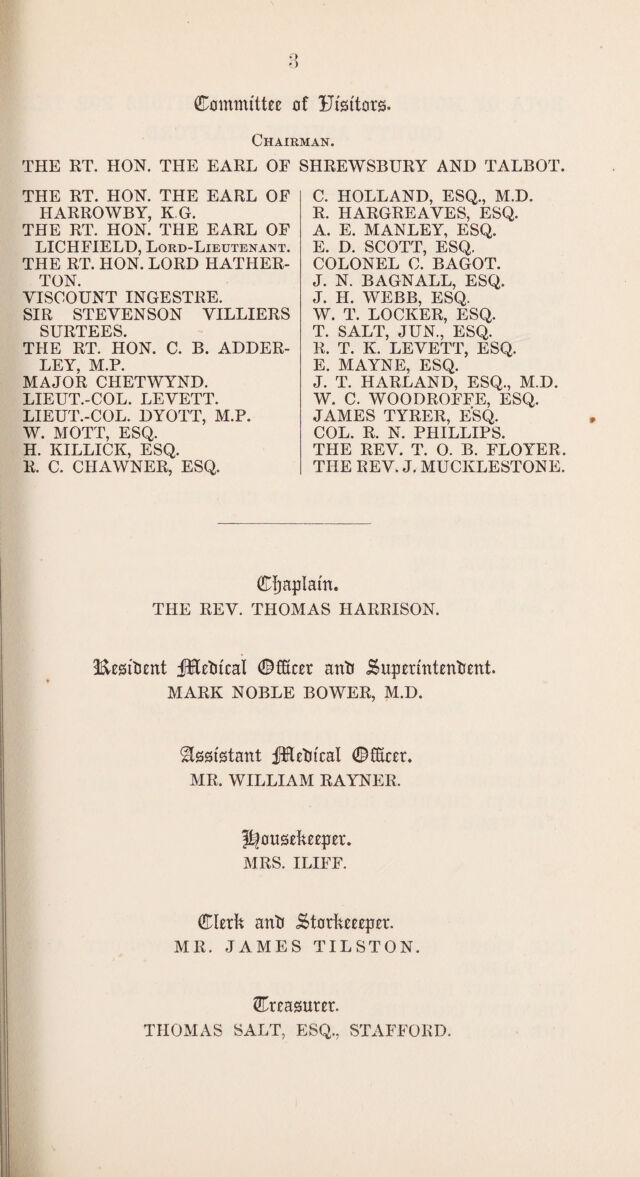 3
Committee of Visitors.
CHAIRMAN.
THE RT. HON. THE EARL OF SHREWSBURY AND TALBOT.
THE RT. HON. THE EARL OF
HARROWBY, K.G.
THE RT. HON. THE EARL OF
LICHFIELD, LORD-LIEUTENANT.
THE RT. HON. LORD HATHER-
TON.
VISCOUNT INGESTRE.
SIR STEVENSON VILLIERS
SURTEES.
THE RT. HON. C. B. ADDER-
LEY, M.P.
MAJOR CHETWYND.
LIEUT.-COL. LEVETT.
LIEUT.-COL. DYOTT, M.P.
W. MOTT, ESQ.
H. KILLICK, ESQ.
R. C. CHAWNER, ESQ.
C. HOLLAND, ESQ., M.D.
R. HARGREAVES, ESQ.
A. E. MANLEY, ESQ.
E. D. SCOTT, ESQ.
COLONEL C. BAGOT.
J. N. BAGNALL, ESQ.
J. H. WEBB, ESQ.
W. T. LOCKER, ESQ.
T. SALT, JUN., ESQ.
R. T. K. LEVETT, ESQ.
E. MAYNE, ESQ.
J. T. HARLAND, ESQ., M.D.
W. C. WOODROFFE, ESQ.
JAMES TYRER, ESQ.
COL. R. N. PHILLIPS.
THE REV. T. O. B. FLOYER.
THE REV. J. MUCKLESTONE.
Chaplain.
THE REV. THOMAS HARRISON.
Resident Medical Officer and Superintendent.
MARK NOBLE BOWER, M.D.
Assistant Medical Officer.
MR. WILLIAM RAYNER.
Housekeeper.
MRS. ILIFF.
Clerk and Storkeeeper.
MR. JAMES TILSTON.
Treasurer.
THOMAS SALT, ESQ., STAFFORD.